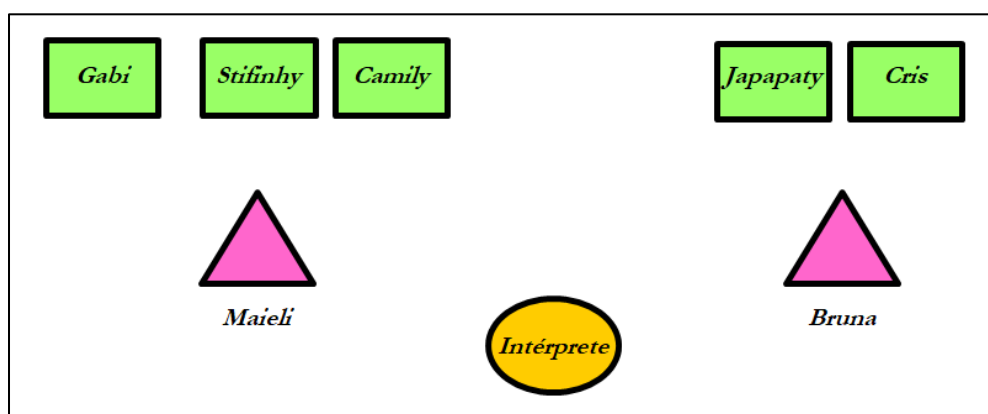 Gabi
Stifinhy
Camily
Japapaty
Cris
Maieli
Bruna
Intérprete